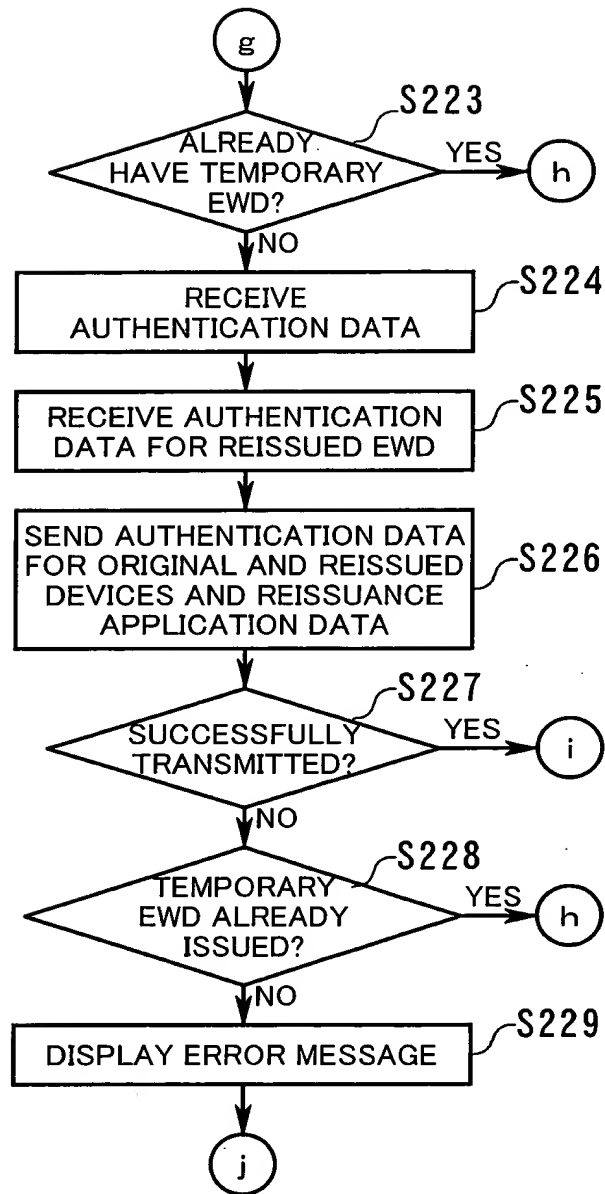 g
S223
ALREADY
HAVE TEMPORARY
EWD?
YES
h
NO
S224
RECEIVE
AUTHENTICATION DATA
S225
RECEIVE AUTHENTICATION
DATA FOR REISSUED EWD
S226
SEND AUTHENTICATION DATA
FOR ORIGINAL AND REISSUED
DEVICES AND REISSUANCE
APPLICATION DATA
S227
SUCCESSFULLY
TRANSMITTED?
YES
i
NO
S228
TEMPORARY
EWD ALREADY
ISSUED?
YES
h
NO
S229
DISPLAY ERROR MESSAGE
j